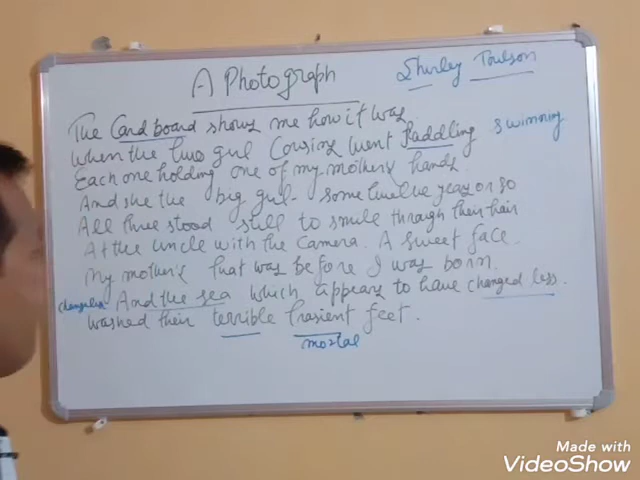 A Photograph
Shirley Toulson
The Cardboard shows me how it was
When the two girl Cousins went Paddling swimming
Each one holding one of my mother's hands.
And she the big girl - some twelve years or so
All three stood still to smile through their hair
At the uncle with the Camera. A sweet face
My mother's that was before I was born
changeless And the sea which appears to have changed less.
washed their terrible Trasient feet.
mortal
Made with
VideoShow